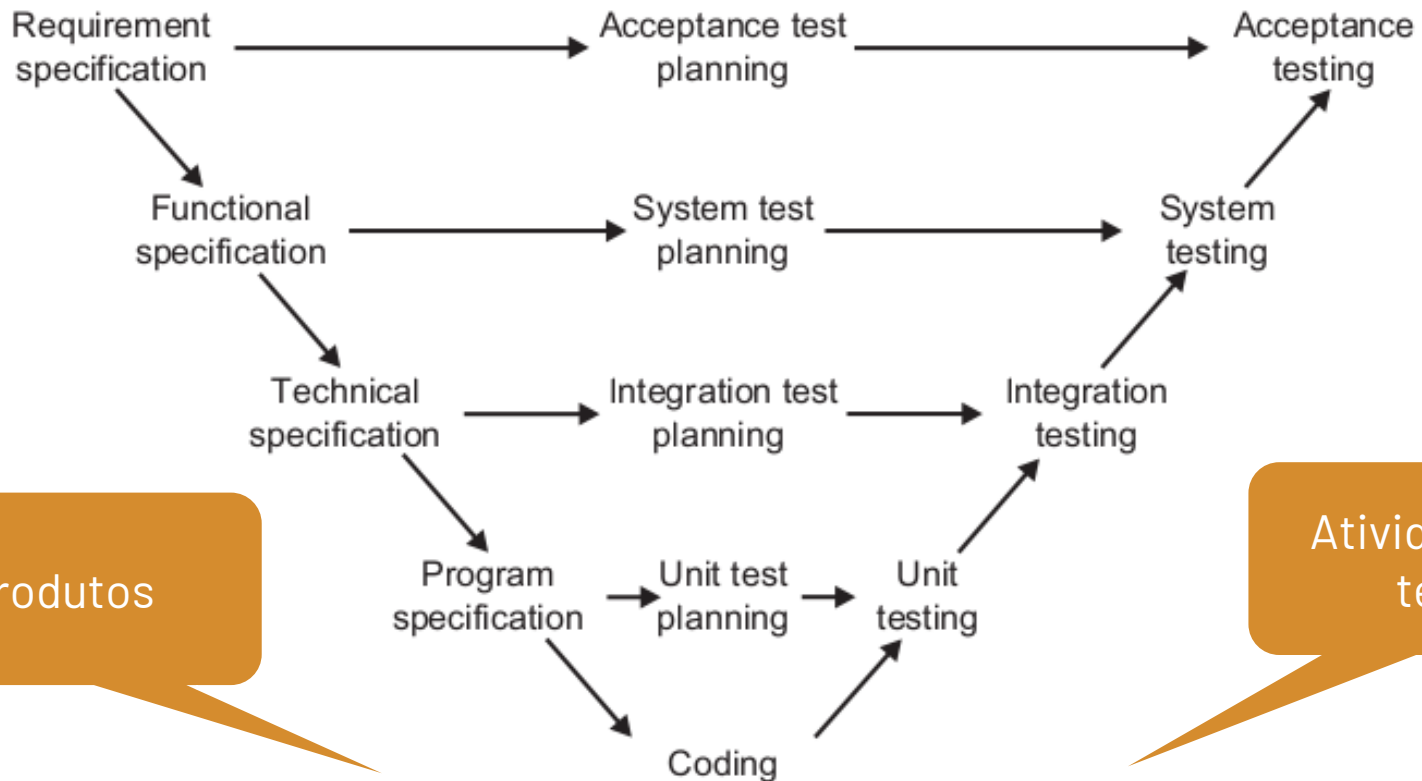 Requirement
specification
Acceptance test
planning
Acceptance
testing
Functional
specification
System test
planning
System
testing
Technical
specification
Integration test
planning
Integration
testing
Program
specification
Unit test
planning
Unit
testing
Coding